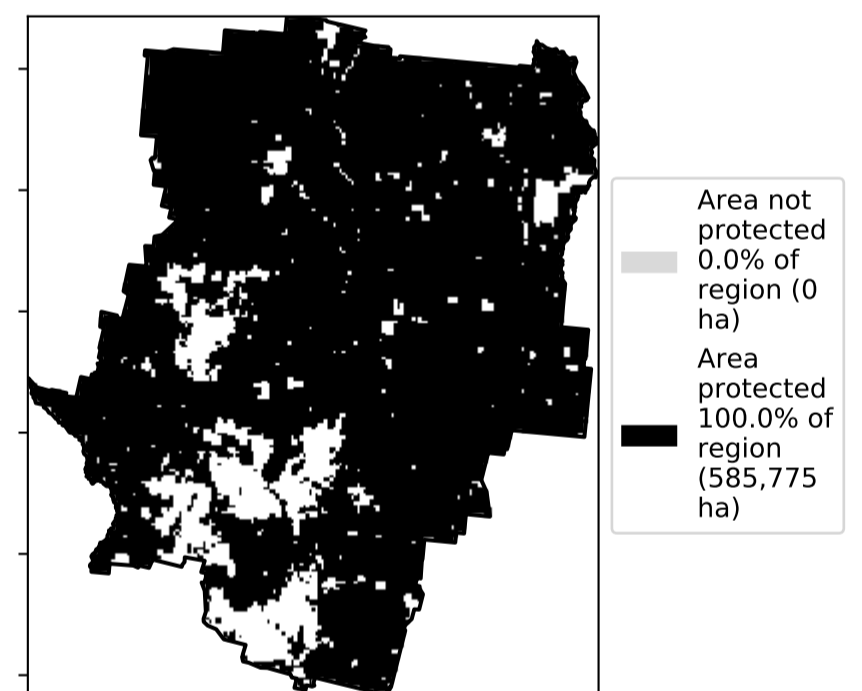 Area not
protected
0.0% of
region (0
ha)
Area
protected
100.0% of
region
(585,775
ha)